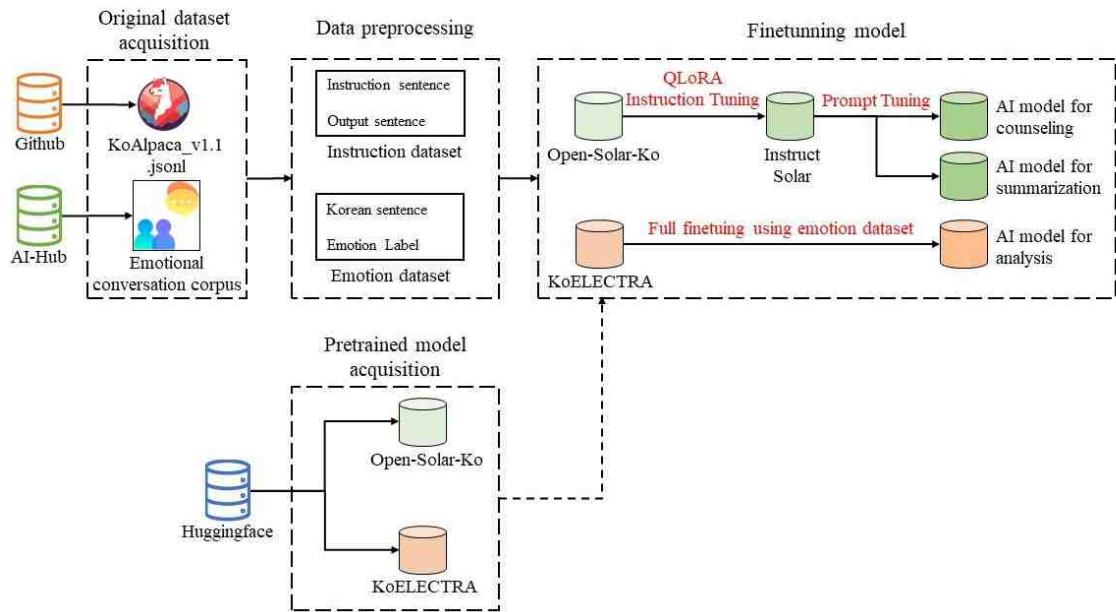 Original dataset
acquisition
Github
KoAlpaca_v1.1
.jsonl
AI-Hub
Emotional
conversation corpus
Data preprocessing
Instruction sentence
Output sentence
Instruction dataset
Korean sentence
Emotion Label
Emotion dataset
Finetunning model
QLoRA
Instruction Tuning
Prompt Tuning
Open-Solar-Ko
Instruct
Solar
AI model for
counseling
AI model for
summarization
Full finetuing using emotion dataset
KoELECTRA
AI model for
analysis
Pretrained model
acquisition
Huggingface
Open-Solar-Ko
KoELECTRA